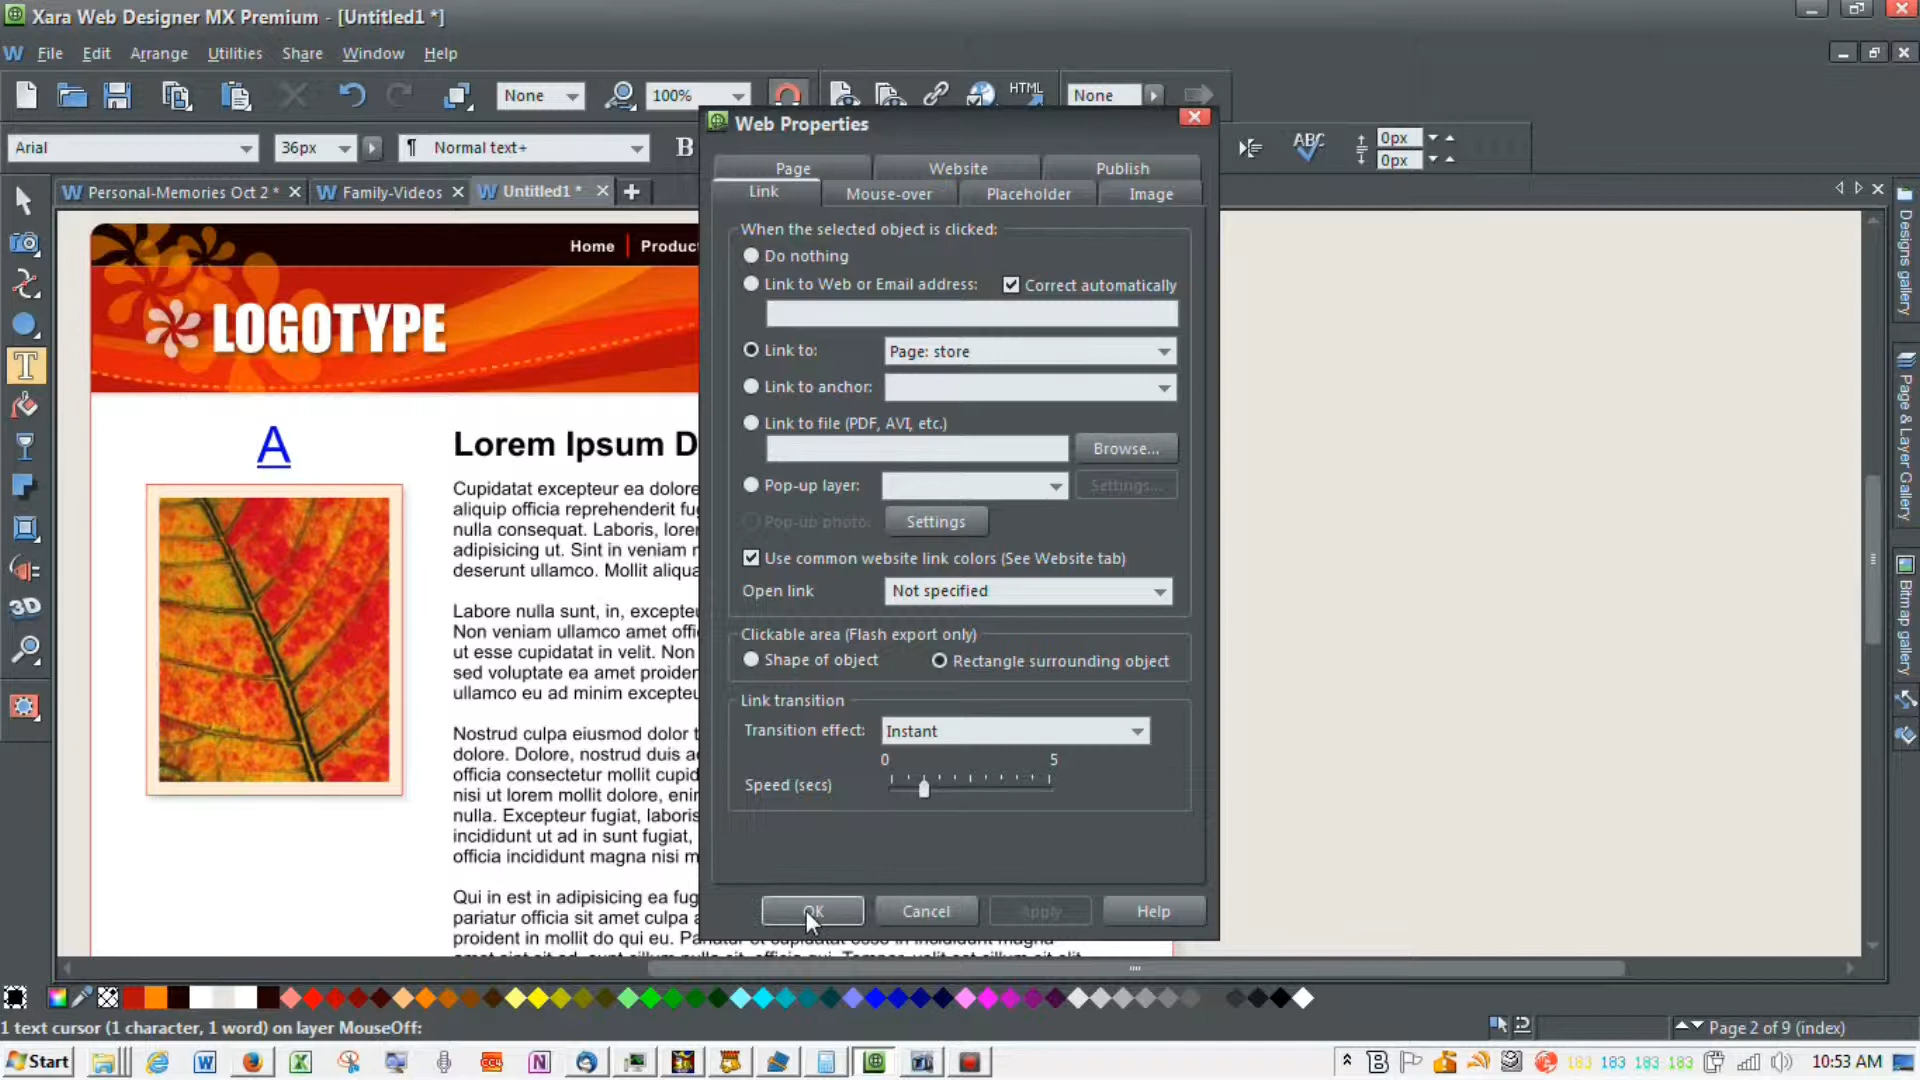 Xara Web Designer MX Premium - [Untitled1 *]
File Edit Arrange Utilities Share Window Help
None 100% HTML None
Arial 36px ¶ Normal text+ B ABC 0px
0px
Personal-Memories Oct 2 * Family-Videos Untitled1 *
Home Produc
LOGOTYPE
A
Lorem Ipsum D
Cupidatat excepteur ea dolore
aliquip officia reprehenderit fu
nulla consequat. Laboris, lore
adipisicing ut. Sint in veniam
deserunt ullamco. Mollit aliqua
Labore nulla sunt, in, excepteu
Non veniam ullamco amet offi
ut esse cupidatat in velit. Non
sed voluptate ea amet proiden
ullamco eu ad minim excepteu
Nostrud culpa eiusmod dolor t
dolore. Dolore, nostrud duis a
officia consectetur mollit cupid
nisi ut lorem mollit dolore, enim
nulla. Excepteur fugiat, laboris
incididunt ut ad in sunt fugiat,
officia incididunt magna nisi m
Qui in est in adipisicing ea fug
pariatur officia sit amet culpa a
proident in mollit do qui eu.
Web Properties
Page Website Publish
Link Mouse-over Placeholder Image
When the selected object is clicked:
Do nothing
Link to Web or Email address: Correct automatically
Link to: Page: store
Link to anchor:
Link to file (PDF, AVI, etc.)
Browse...
Pop-up layer: Settings...
Pop-up photo: Settings
Use common website link colors (See Website tab)
Open link Not specified
Clickable area (Flash export only)
Shape of object Rectangle surrounding object
Link transition
Transition effect: Instant
0 5
Speed (secs)
OK Cancel Apply Help
Designs gallery
Page & Layer Gallery
Bitmap gallery
3D
1 text cursor (1 character, 1 word) on layer MouseOff:
Page 2 of 9 (index)
Start
183 183 183 183
10:53 AM